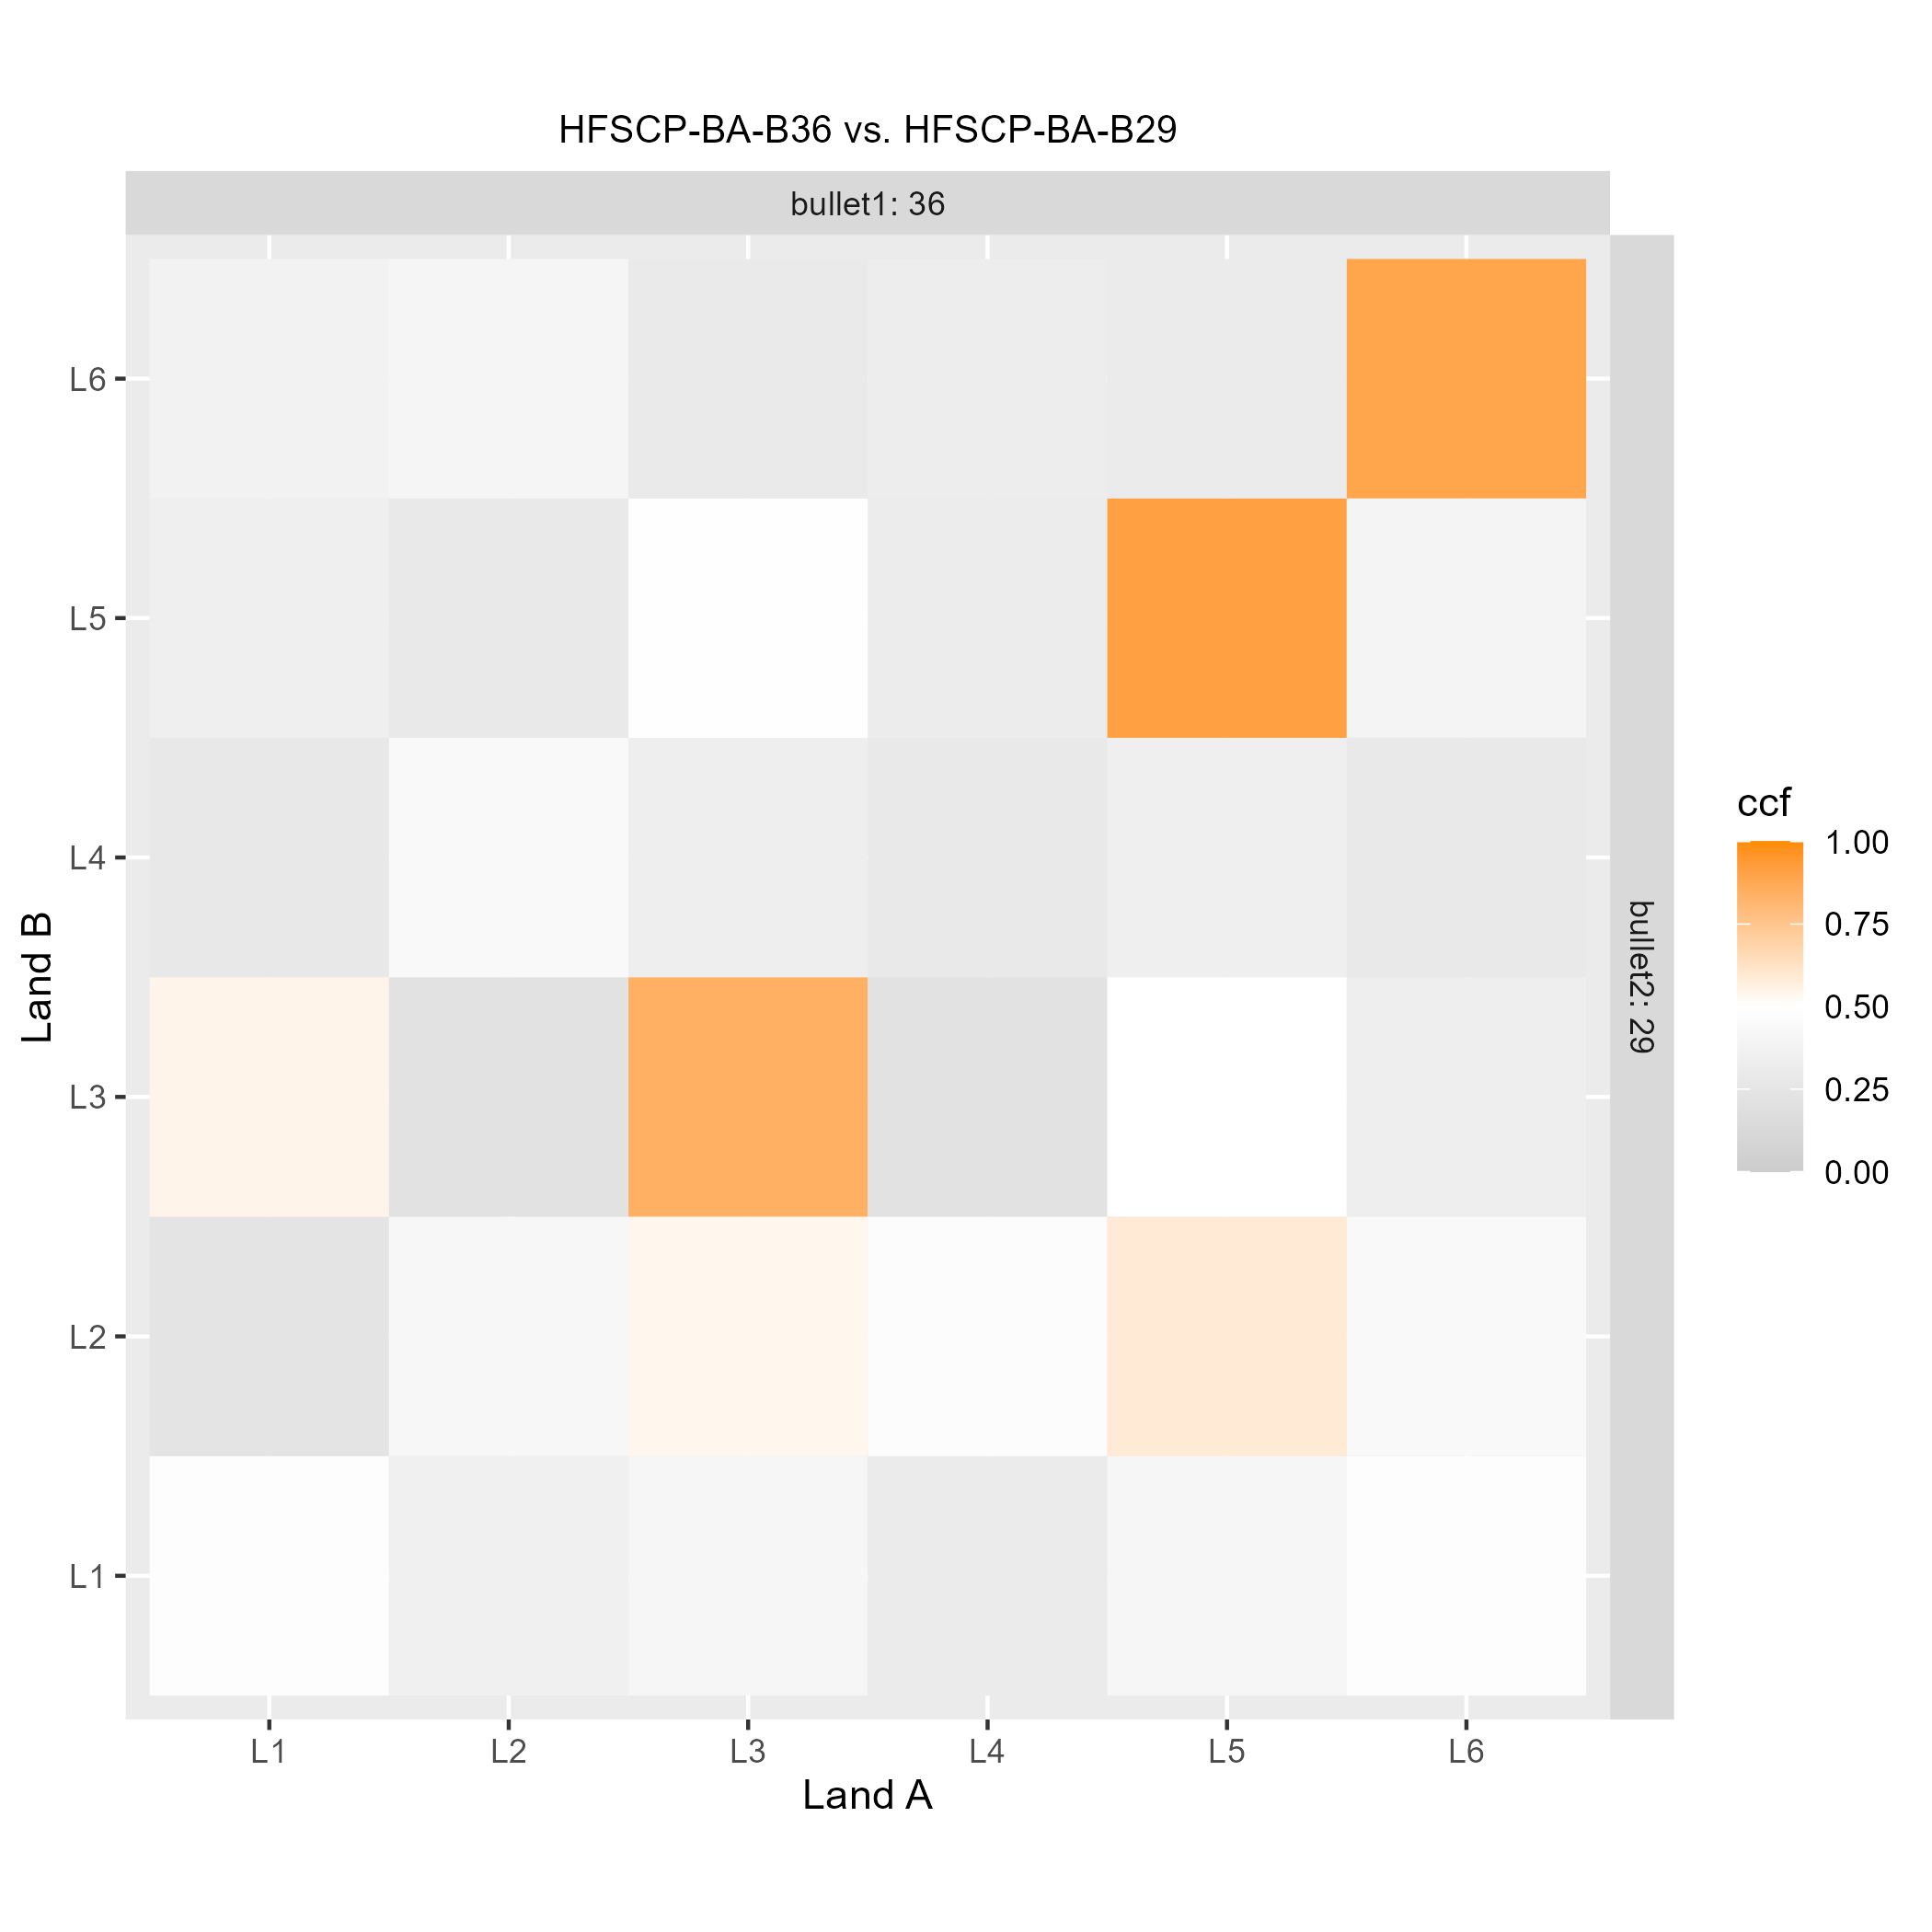 HFSCP-BA-B36 vs. HFSCP-BA-B29
bullet1: 36
L6
L5
L4
L3
L2
L1
Land B
bullet2: 29
L1 L2 L3 L4 L5 L6
Land A
ccf
1.00
0.75
0.50
0.25
0.00